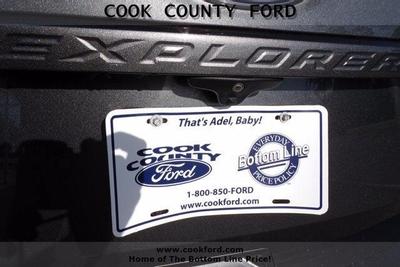 COOK COUNTY FORD
EXPLORER
That's Adel, Baby!
COOK
COUNTY
Ford
EVERYDAY
Bottom Line
PRICE POLICY
1-800-850-FORD
www.cookford.com
www.cookford.com
Home of The Bottom Line Price!